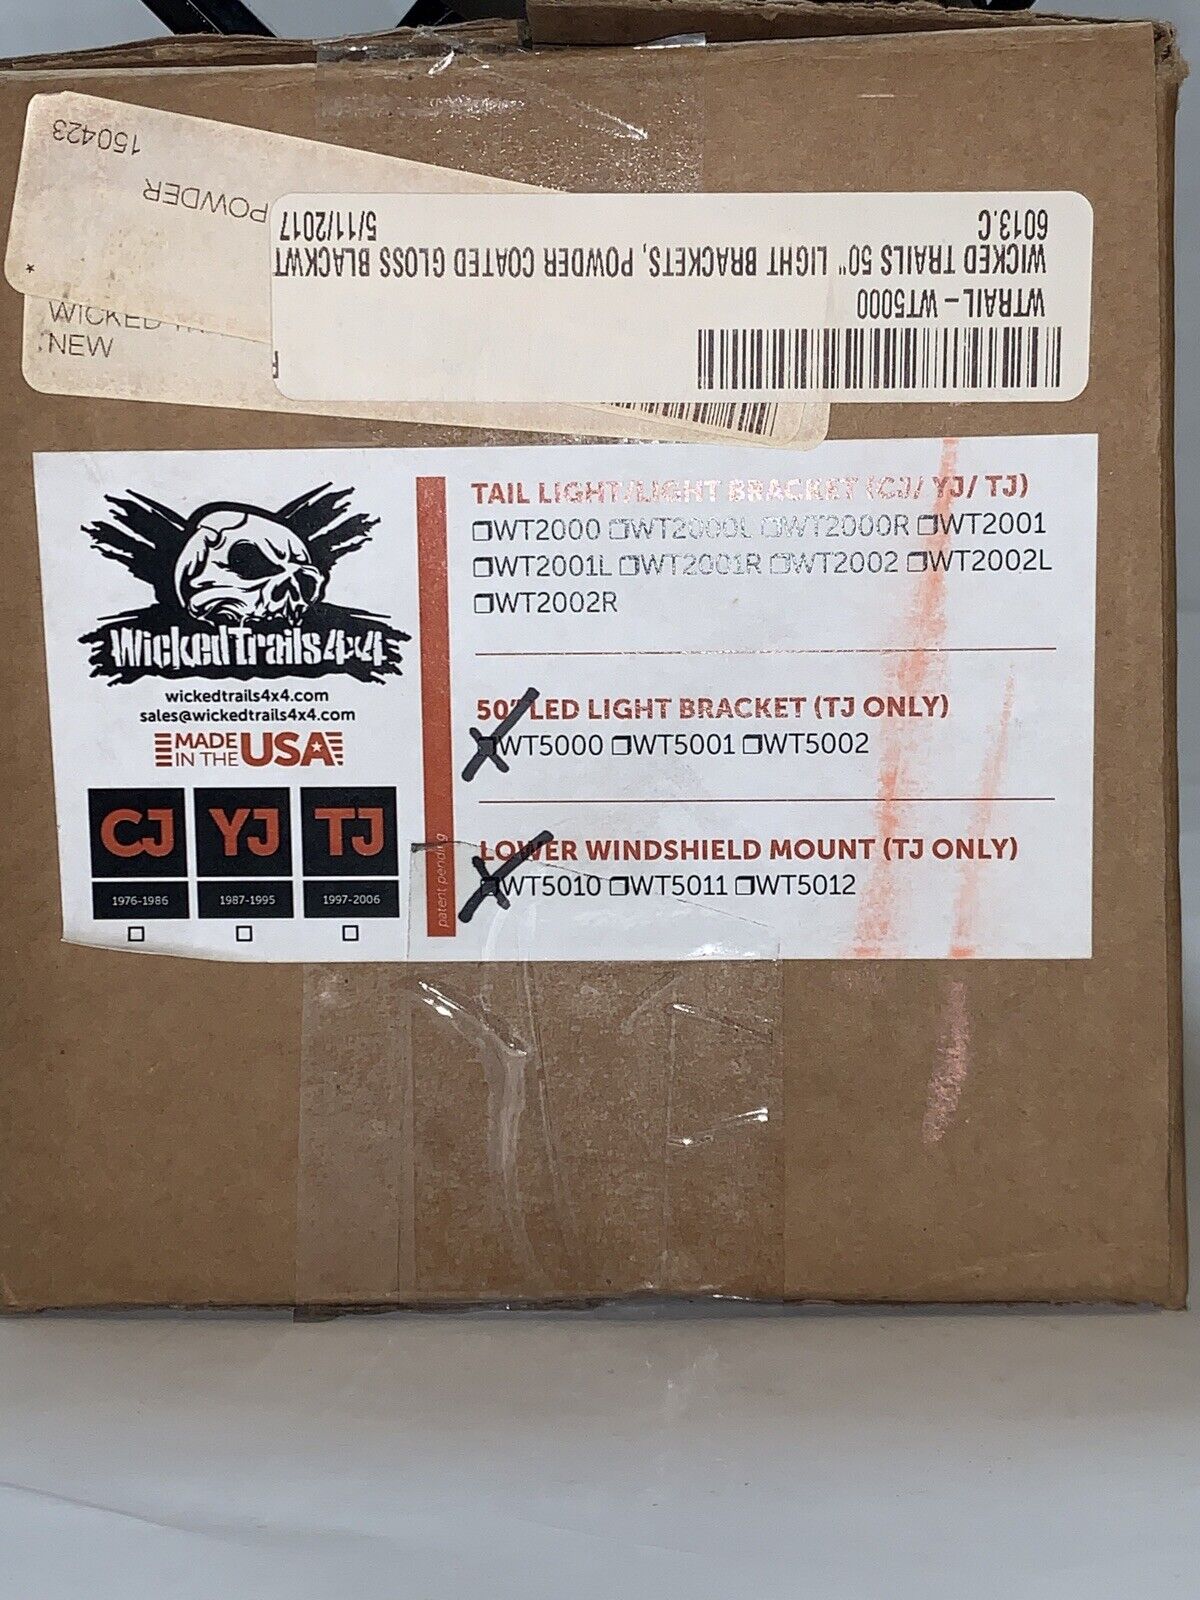 150423
POWDER
*
WICKED
NEW
WTRAIL - WT5000
WICKED TRAILS 50" LIGHT BRACKETS, POWDER COATED GLOSS BLACKWT
6013.C 5/11/2017
WickedTrails4x4
wickedtrails4x4.com
sales@wickedtrails4x4.com
MADE IN THE USA
CJ YJ TJ
1976-1986 1987-1995 1997-2006
patent pending
TAIL LIGHT/LIGHT BRACKET (CJ/ YJ/ TJ)
☐WT2000 ☐WT2000L ☐WT2000R ☐WT2001
☐WT2001L ☐WT2001R ☐WT2002 ☐WT2002L
☐WT2002R
50" LED LIGHT BRACKET (TJ ONLY)
☒WT5000 ☐WT5001 ☐WT5002
LOWER WINDSHIELD MOUNT (TJ ONLY)
☒WT5010 ☐WT5011 ☐WT5012